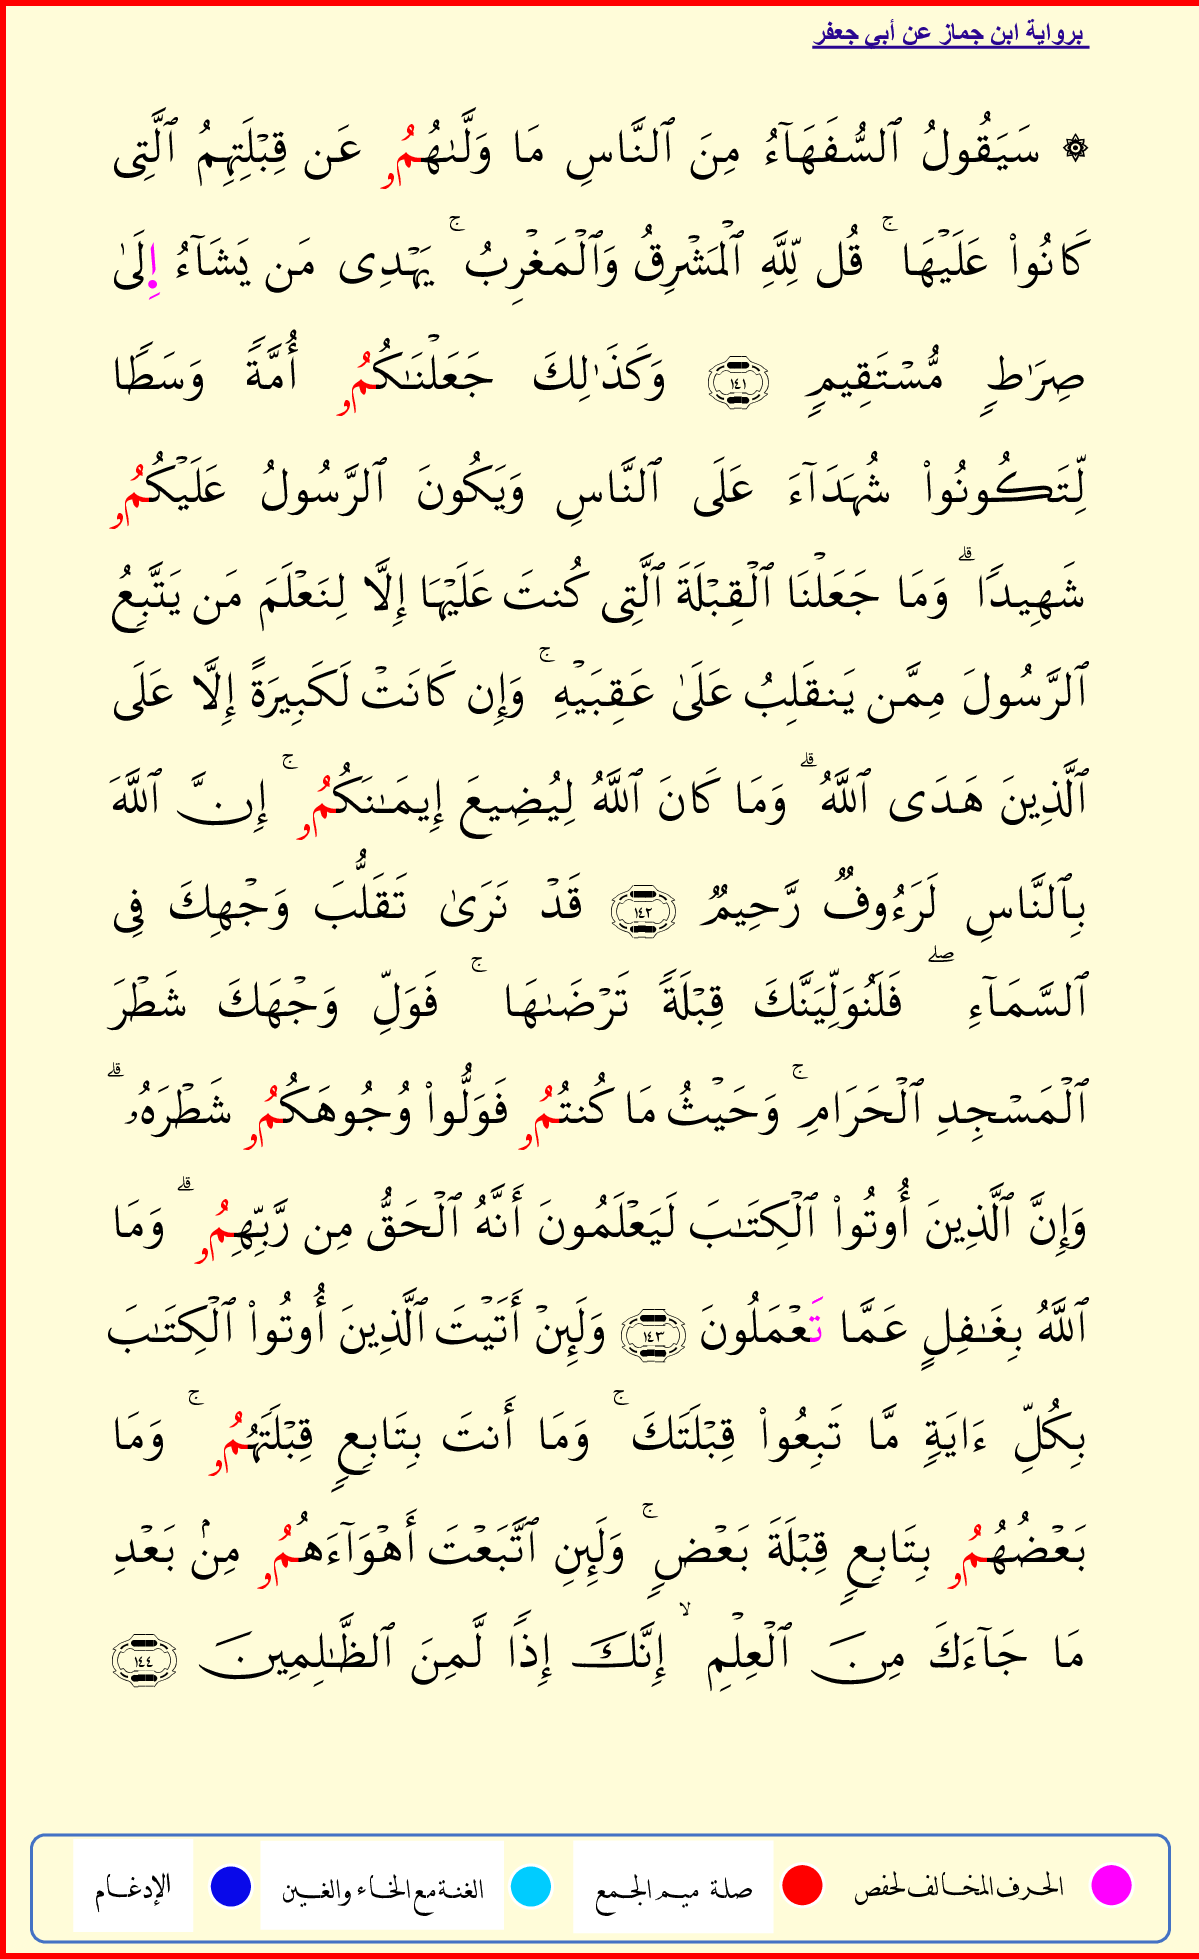 برواية ابن جماز عن أبي جعفر
۞ سَيَقُولُ ٱلسُّفَهَآءُ مِنَ ٱلنَّاسِ مَا وَلَّىٰهُمُۥ عَن قِبْلَتِهِمُ ٱلَّتِى
كَانُوا۟ عَلَيْهَا ۚ قُل لِّلَّهِ ٱلْمَشْرِقُ وَٱلْمَغْرِبُ ۚ يَهْدِى مَن يَشَآءُ إِلَىٰ
صِرَٰطٍ مُّسْتَقِيمٍ ١٤١ وَكَذَٰلِكَ جَعَلْنَٰكُمُۥ أُمَّةً وَسَطًا
لِّتَكُونُوا۟ شُهَدَآءَ عَلَى ٱلنَّاسِ وَيَكُونَ ٱلرَّسُولُ عَلَيْكُمُۥ
شَهِيدًا ۗ وَمَا جَعَلْنَا ٱلْقِبْلَةَ ٱلَّتِى كُنتَ عَلَيْهَا إِلَّا لِنَعْلَمَ مَن يَتَّبِعُ
ٱلرَّسُولَ مِمَّن يَنقَلِبُ عَلَىٰ عَقِبَيْهِ ۚ وَإِن كَانَتْ لَكَبِيرَةً إِلَّا عَلَى
ٱلَّذِينَ هَدَى ٱللَّهُ ۗ وَمَا كَانَ ٱللَّهُ لِيُضِيعَ إِيمَٰنَكُمُۥ ۚ إِنَّ ٱللَّهَ
بِٱلنَّاسِ لَرَءُوفٌ رَّحِيمٌ ١٤٢ قَدْ نَرَىٰ تَقَلُّبَ وَجْهِكَ فِى
ٱلسَّمَآءِ ۖ فَلَنُوَلِّيَنَّكَ قِبْلَةً تَرْضَىٰهَا ۚ فَوَلِّ وَجْهَكَ شَطْرَ
ٱلْمَسْجِدِ ٱلْحَرَامِ ۚ وَحَيْثُ مَا كُنتُمُۥ فَوَلُّوا۟ وُجُوهَكُمُۥ شَطْرَهُۥ ۗ
وَإِنَّ ٱلَّذِينَ أُوتُوا۟ ٱلْكِتَٰبَ لَيَعْلَمُونَ أَنَّهُ ٱلْحَقُّ مِن رَّبِّهِمُۥ ۗ وَمَا
ٱللَّهُ بِغَٰفِلٍ عَمَّا تَعْمَلُونَ ١٤٣ وَلَئِنْ أَتَيْتَ ٱلَّذِينَ أُوتُوا۟ ٱلْكِتَٰبَ
بِكُلِّ ءَايَةٍ مَّا تَبِعُوا۟ قِبْلَتَكَ ۚ وَمَا أَنتَ بِتَابِعٍ قِبْلَتَهُمُۥ ۚ وَمَا
بَعْضُهُمُۥ بِتَابِعٍ قِبْلَةَ بَعْضٍ ۚ وَلَئِنِ ٱتَّبَعْتَ أَهْوَآءَهُمُۥ مِنۢ بَعْدِ
مَا جَآءَكَ مِنَ ٱلْعِلْمِ ۙ إِنَّكَ إِذًا لَّمِنَ ٱلظَّٰلِمِينَ ١٤٤
الحرف المخالف لحفص صلة ميم الجمع الغنة مع الخاء والغين الإدغام